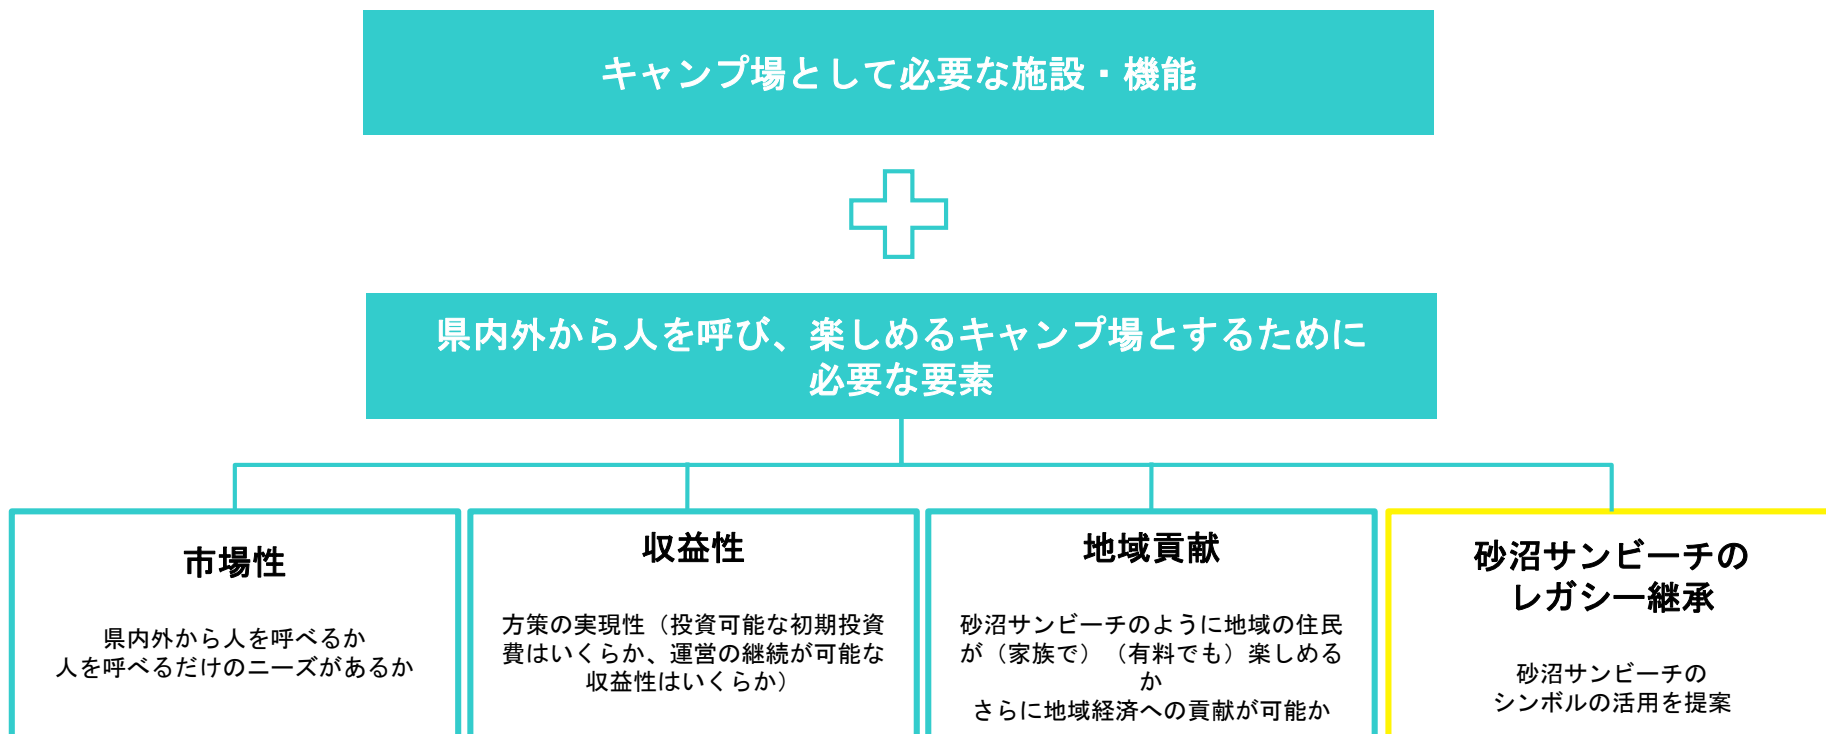 キャンプ場として必要な施設・機能
県内外から人を呼び、楽しめるキャンプ場とするために
必要な要素
市場性
県内外から人を呼べるか
人を呼べるだけのニーズがあるか
収益性
方策の実現性（投資可能な初期投資
費はいくらか、運営の継続が可能な
収益性はいくらか）
地域貢献
砂沼サンビーチのように地域の住民
が（家族で）（有料でも）楽しめる
か
さらに地域経済への貢献が可能か
砂沼サンビーチの
レガシー継承
砂沼サンビーチの
シンボルの活用を提案